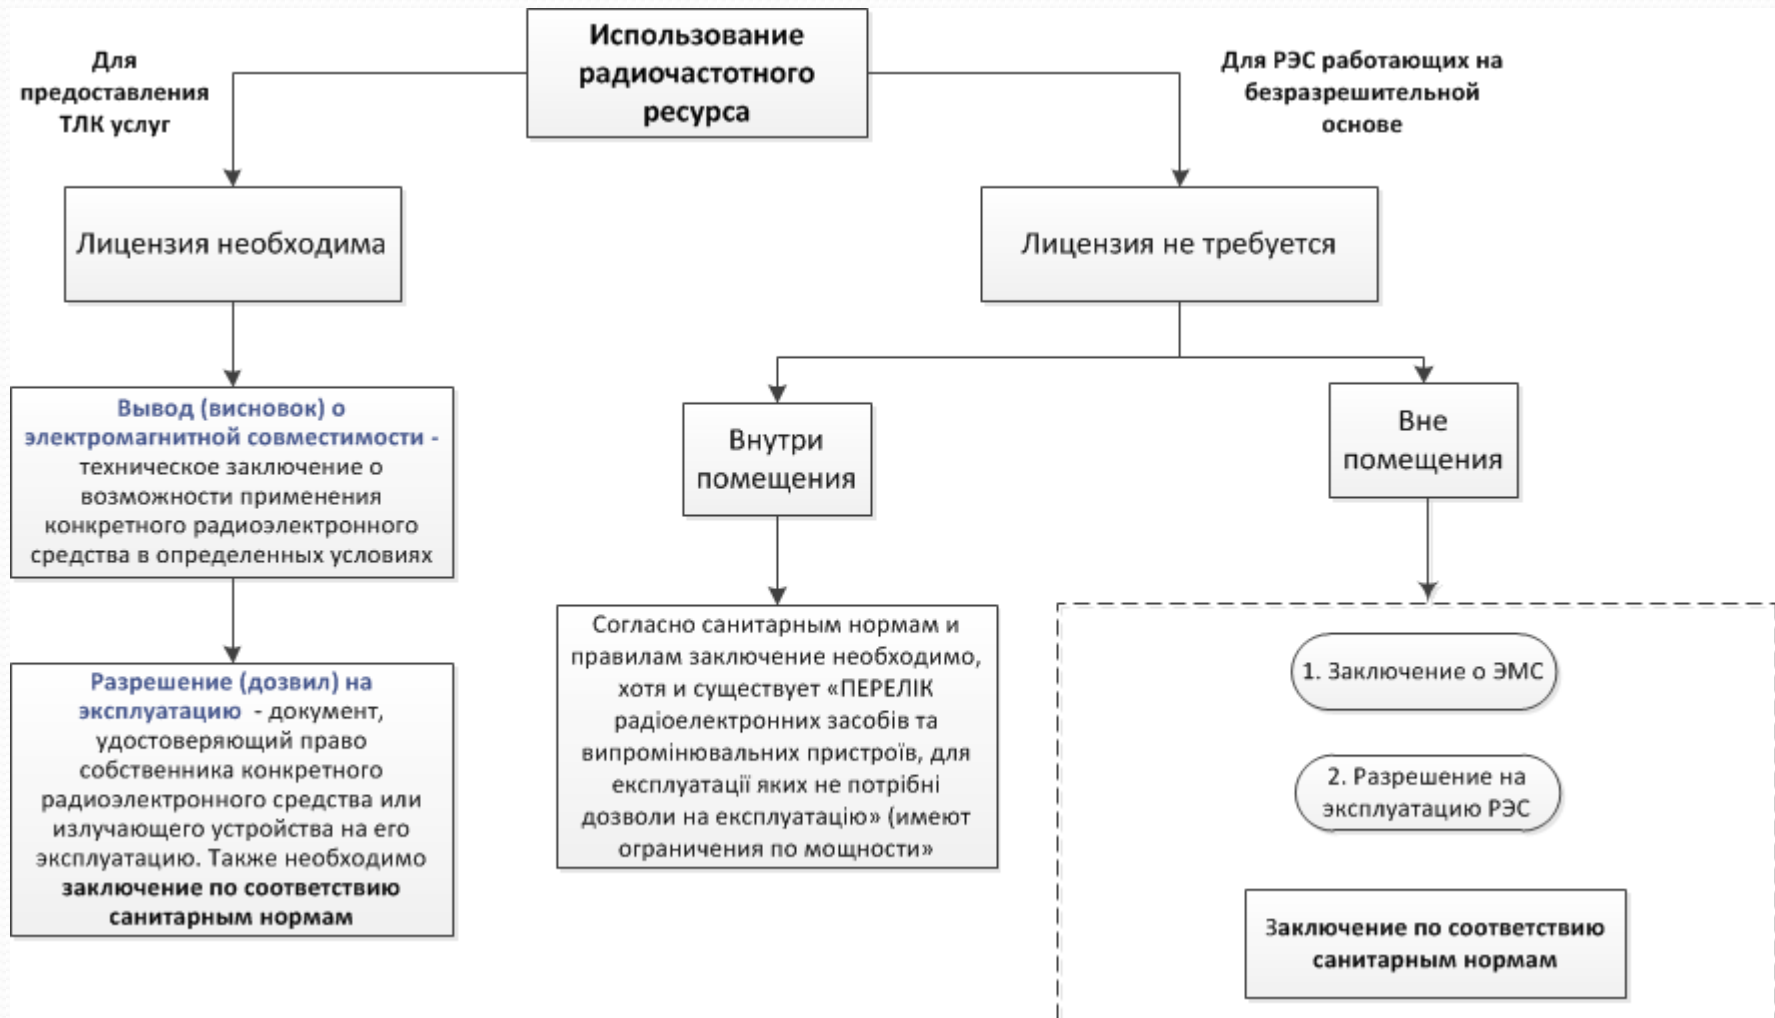 Использование
радиочастотного
ресурса
Для
предоставления
ТЛК услуг
Для РЭС работающих на
безразрешительной
основе
Лицензия необходима
Лицензия не требуется
Вывод (висновок) о
электромагнитной совместимости -
техническое заключение о
возможности применения
конкретного радиоэлектронного
средства в определенных условиях
Внутри
помещения
Вне
помещения
Разрешение (дозвил) на
эксплуатацию - документ,
удостоверяющий право
собственника конкретного
радиоэлектронного средства или
излучающего устройства на его
эксплуатацию. Также необходимо
заключение по соответствию
санитарным нормам
Согласно санитарным нормам и
правилам заключение необходимо,
хотя и существует «ПЕРЕЛІК
радіоелектронних засобів та
випромінювальних пристроїв, для
експлуатації яких не потрібні
дозволи на експлуатацію» (имеют
ограничения по мощности»
1. Заключение о ЭМС
2. Разрешение на
эксплуатацию РЭС
Заключение по соответствию
санитарным нормам